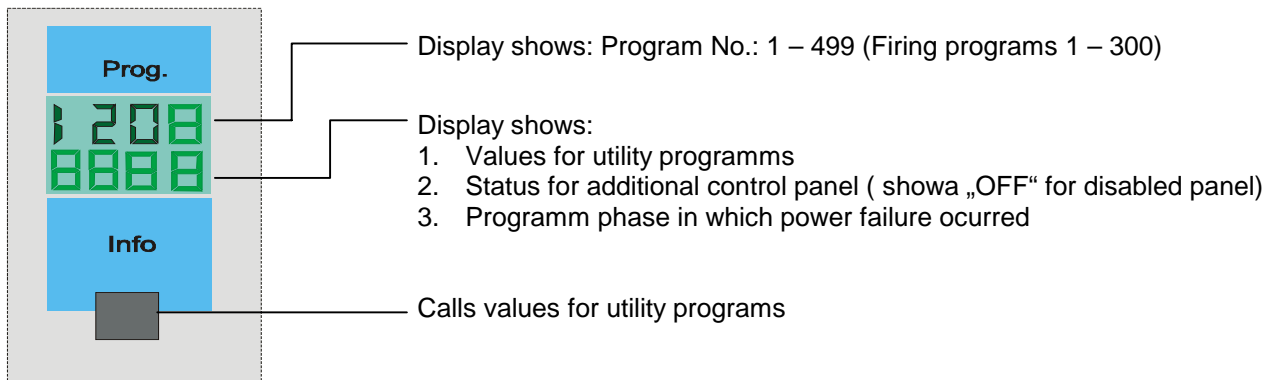 Prog.
120
8888
Info
Display shows: Program No.: 1 – 499 (Firing programs 1 – 300)
Display shows:
1. Values for utility programms
2. Status for additional control panel ( showa „OFF“ for disabled panel)
3. Programm phase in which power failure ocurred
Calls values for utility programs